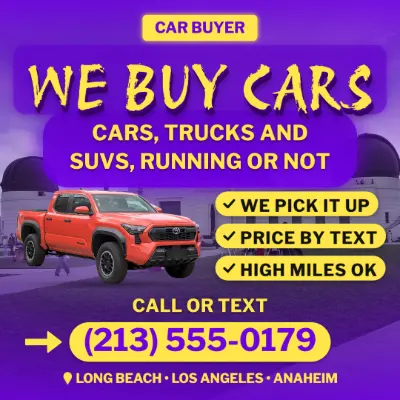 CAR BUYER
WE BUY CARS
CARS, TRUCKS AND
SUVS, RUNNING OR NOT
WE PICK IT UP
PRICE BY TEXT
HIGH MILES OK
CALL OR TEXT
(213) 555-0179
LONG BEACH • LOS ANGELES • ANAHEIM